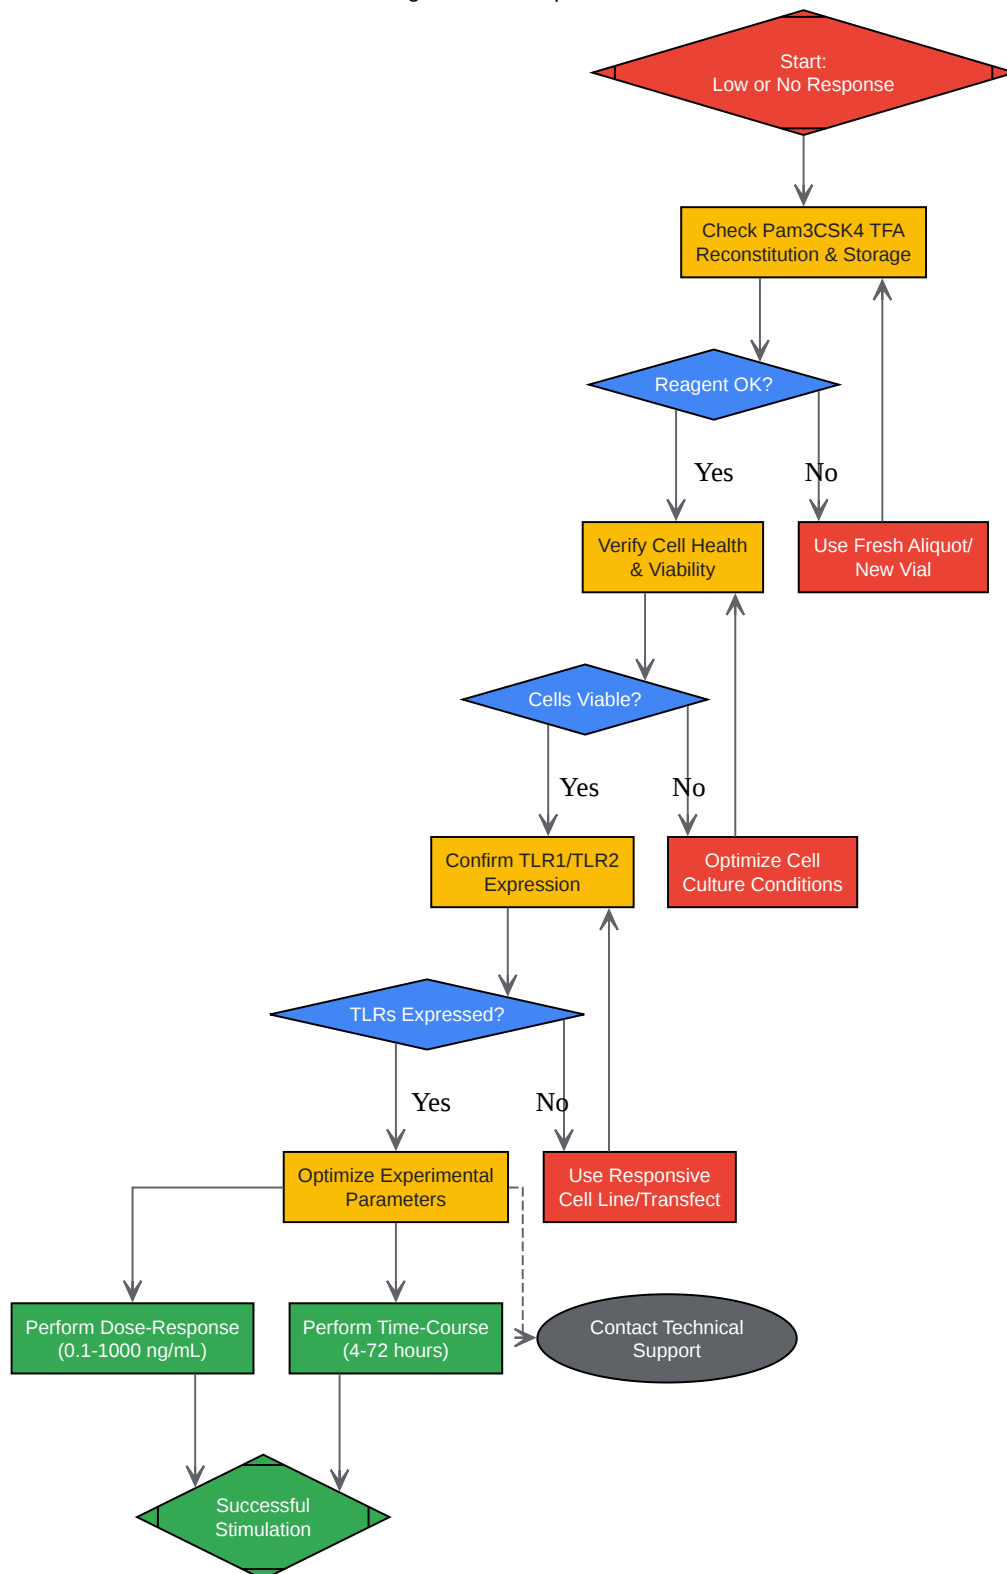 Start:
Low or No Response
Check Pam3CSK4 TFA
Reconstitution & Storage
Reagent OK?
Yes
No
Verify Cell Health
& Viability
Use Fresh Aliquot/
New Vial
Cells Viable?
Yes
No
Confirm TLR1/TLR2
Expression
Optimize Cell
Culture Conditions
TLRs Expressed?
Yes
No
Optimize Experimental
Parameters
Use Responsive
Cell Line/Transfect
Perform Dose-Response
(0.1-1000 ng/mL)
Perform Time-Course
(4-72 hours)
Contact Technical
Support
Successful
Stimulation